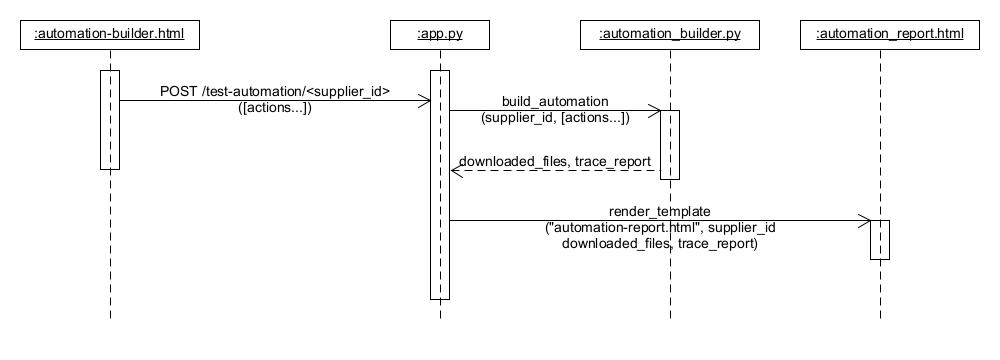 :automation-builder.html
:app.py
:automation_builder.py
:automation_report.html
POST /test-automation/<supplier_id>
([actions...])
build_automation
(supplier_id, [actions...])
downloaded_files, trace_report
render_template
("automation-report.html", supplier_id
downloaded_files, trace_report)